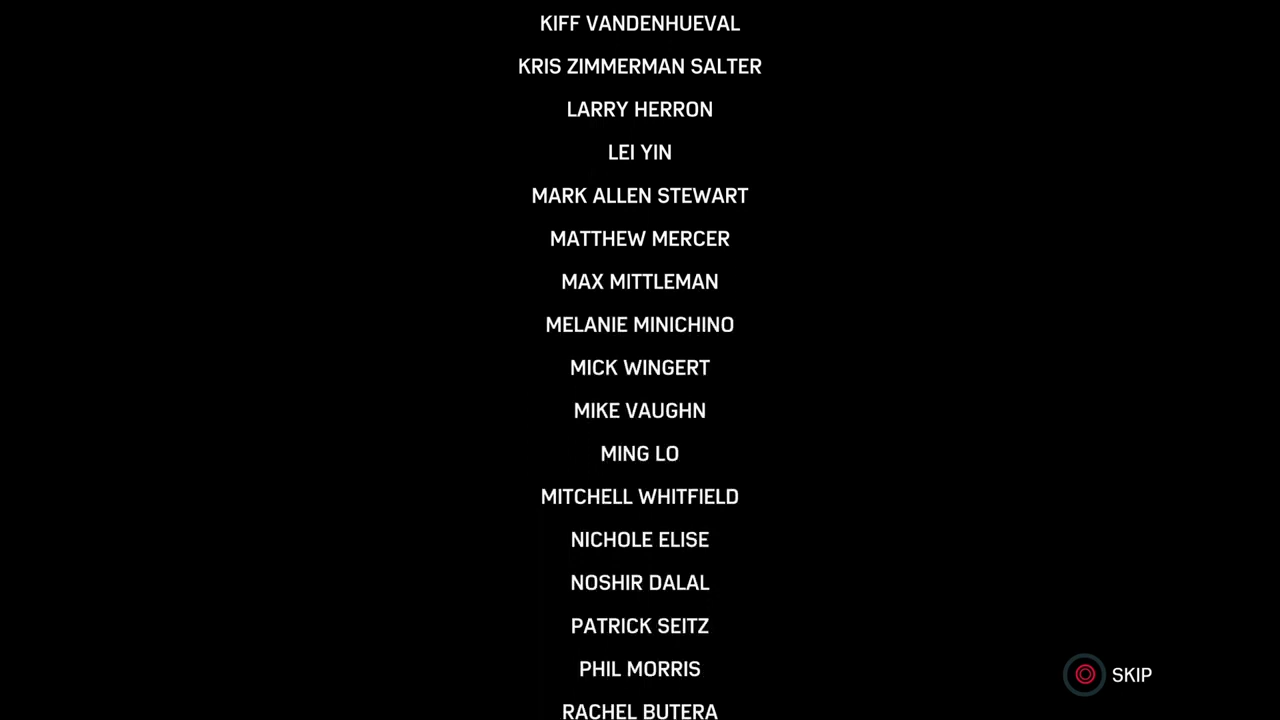 KIFF VANDENHUEVAL
KRIS ZIMMERMAN SALTER
LARRY HERRON
LEI YIN
MARK ALLEN STEWART
MATTHEW MERCER
MAX MITTLEMAN
MELANIE MINICHINO
MICK WINGERT
MIKE VAUGHN
MING LO
MITCHELL WHITFIELD
NICHOLE ELISE
NOSHIR DALAL
PATRICK SEITZ
PHIL MORRIS
SKIP
RACHEL BUTERA